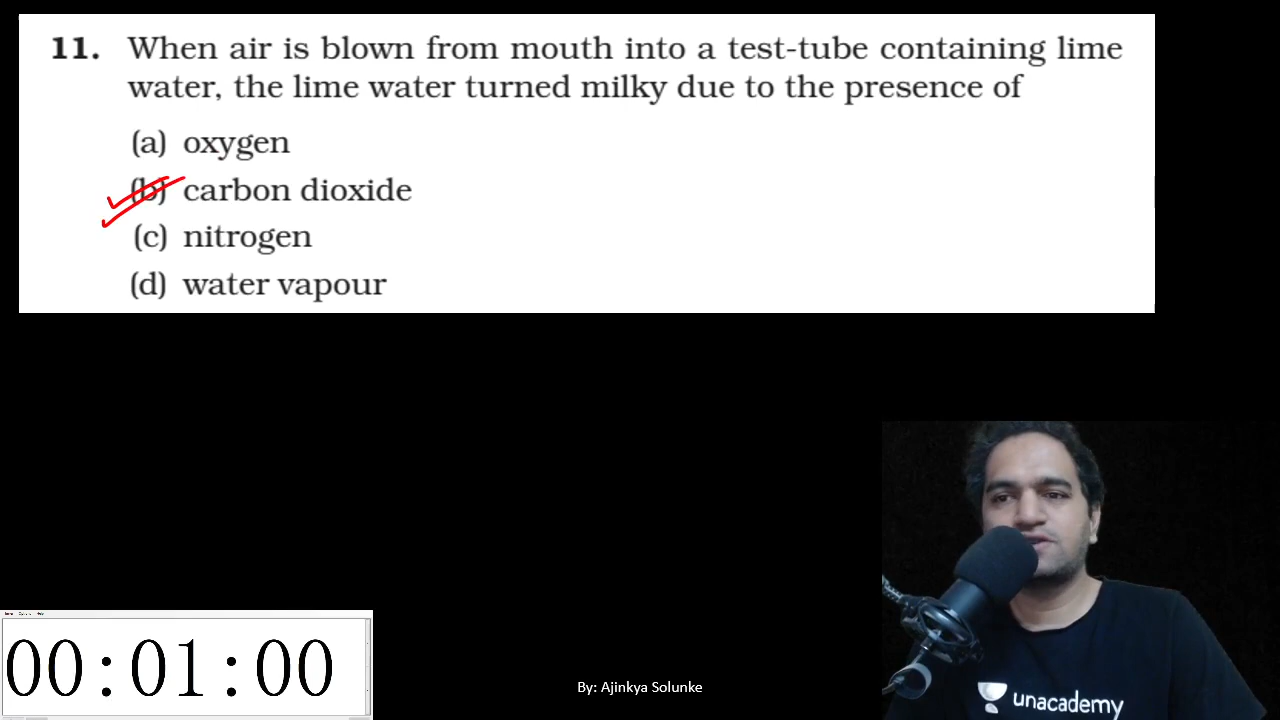 11. When air is blown from mouth into a test-tube containing lime
water, the lime water turned milky due to the presence of
(a) oxygen
(b) carbon dioxide
(c) nitrogen
(d) water vapour
unacademy
00:01:00
By: Ajinkya Solunke